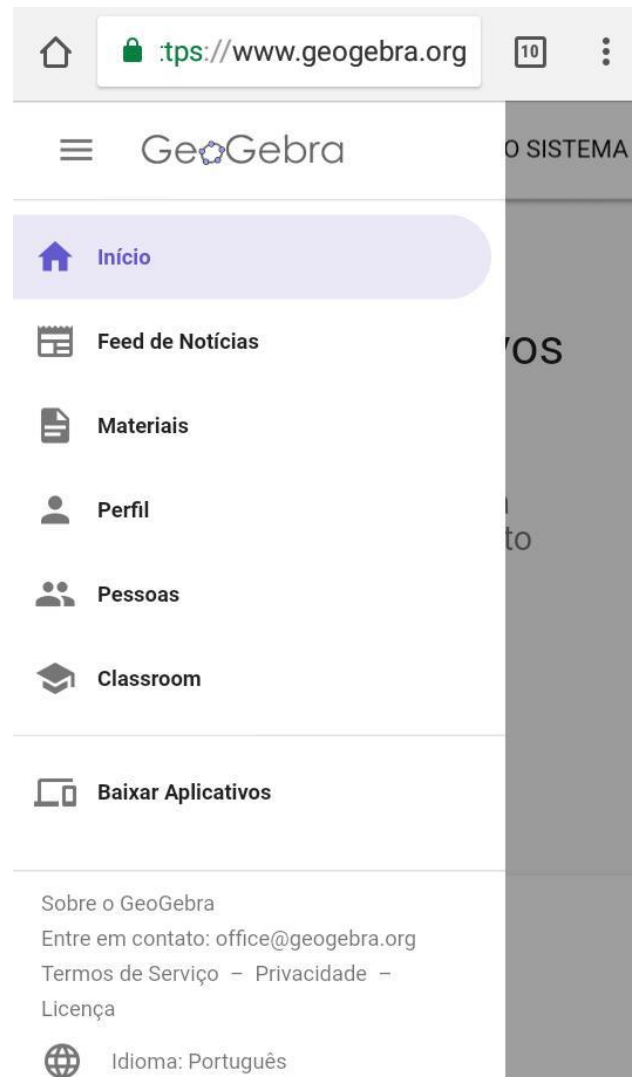 :tps://www.geogebra.org
10
GeoGebra
O SISTEMA
Início
Feed de Notícias
vos
Materiais
Perfil
to
Pessoas
Classroom
Baixar Aplicativos
Sobre o GeoGebra
Entre em contato: office@geogebra.org
Termos de Serviço – Privacidade –
Licença
Idioma: Português